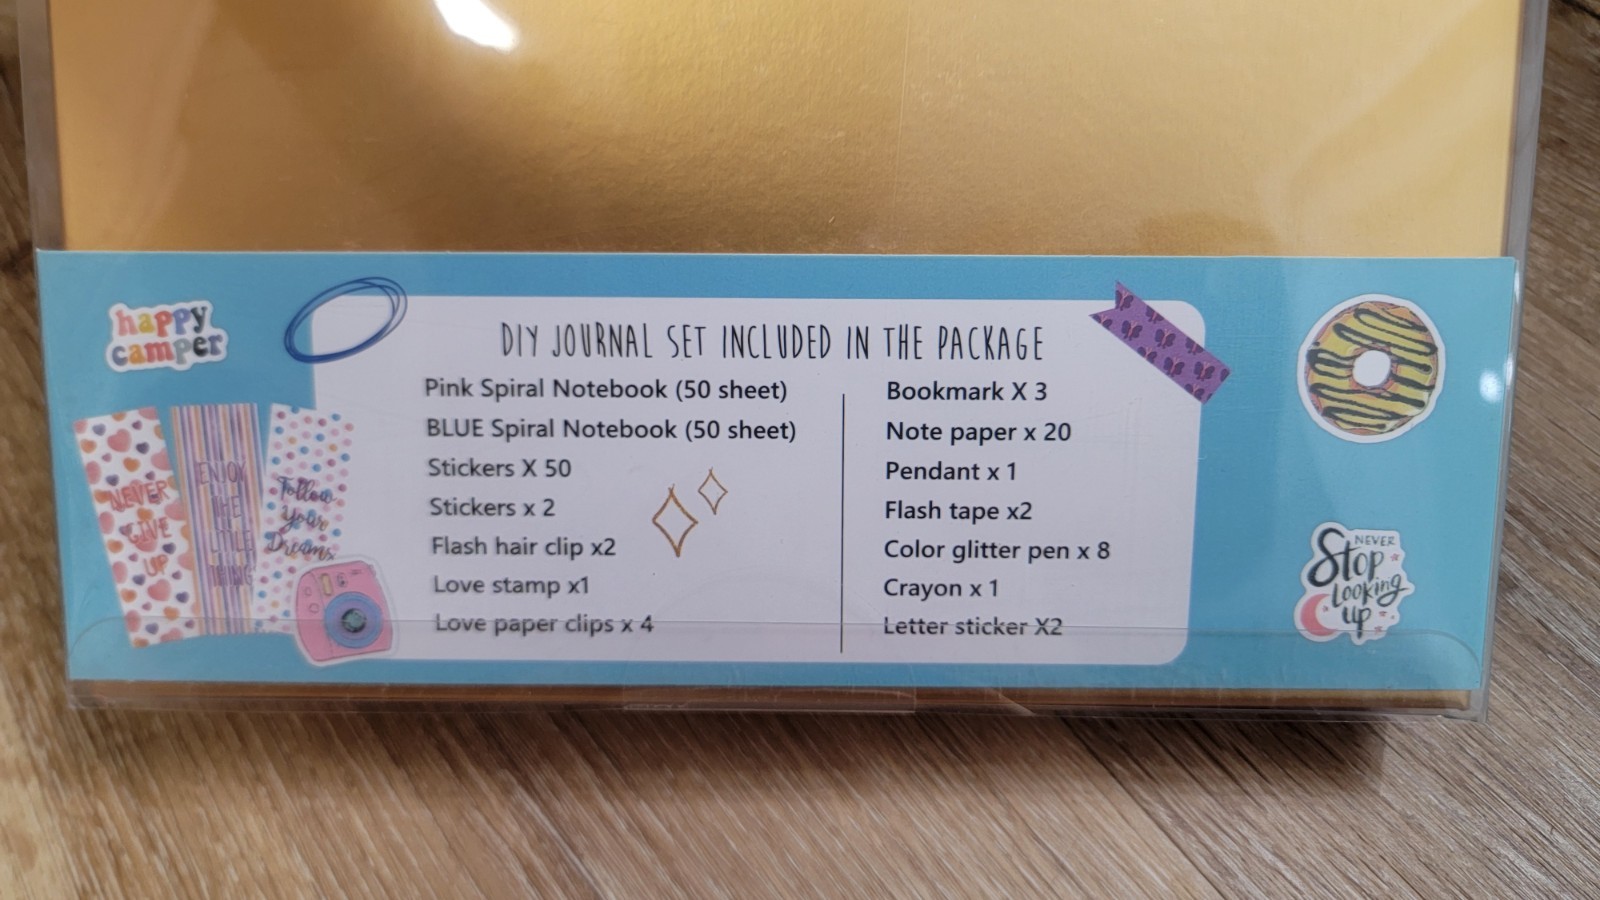 happy
camper
DIY JOURNAL SET INCLUDED IN THE PACKAGE
Pink Spiral Notebook (50 sheet)
BLUE Spiral Notebook (50 sheet)
Stickers X 50
Stickers x 2
Flash hair clip x2
Love stamp x1
Love paper clips x 4
Bookmark X 3
Note paper x 20
Pendant x 1
Flash tape x2
Color glitter pen x 8
Crayon x 1
Letter sticker X2
NEVER
GIVE
UP
ENJOY
THE
LITTLE
THING
Follow
Your
Dreams
NEVER
Stop
Looking
up